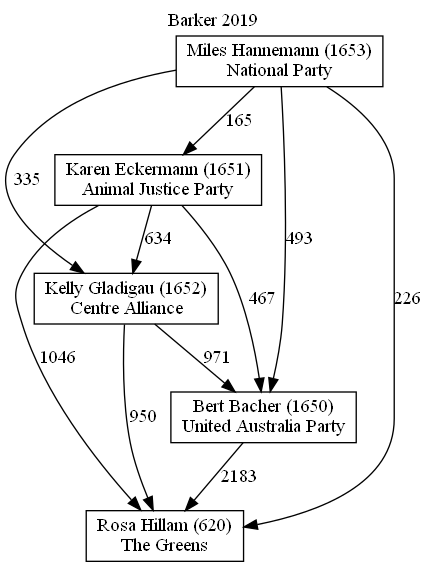 Barker 2019
Miles Hannemann (1653)
National Party
165
Karen Eckermann (1651)
Animal Justice Party
335
634
493
Kelly Gladigau (1652)
Centre Alliance
467
226
1046
971
950
Bert Bacher (1650)
United Australia Party
2183
Rosa Hillam (620)
The Greens